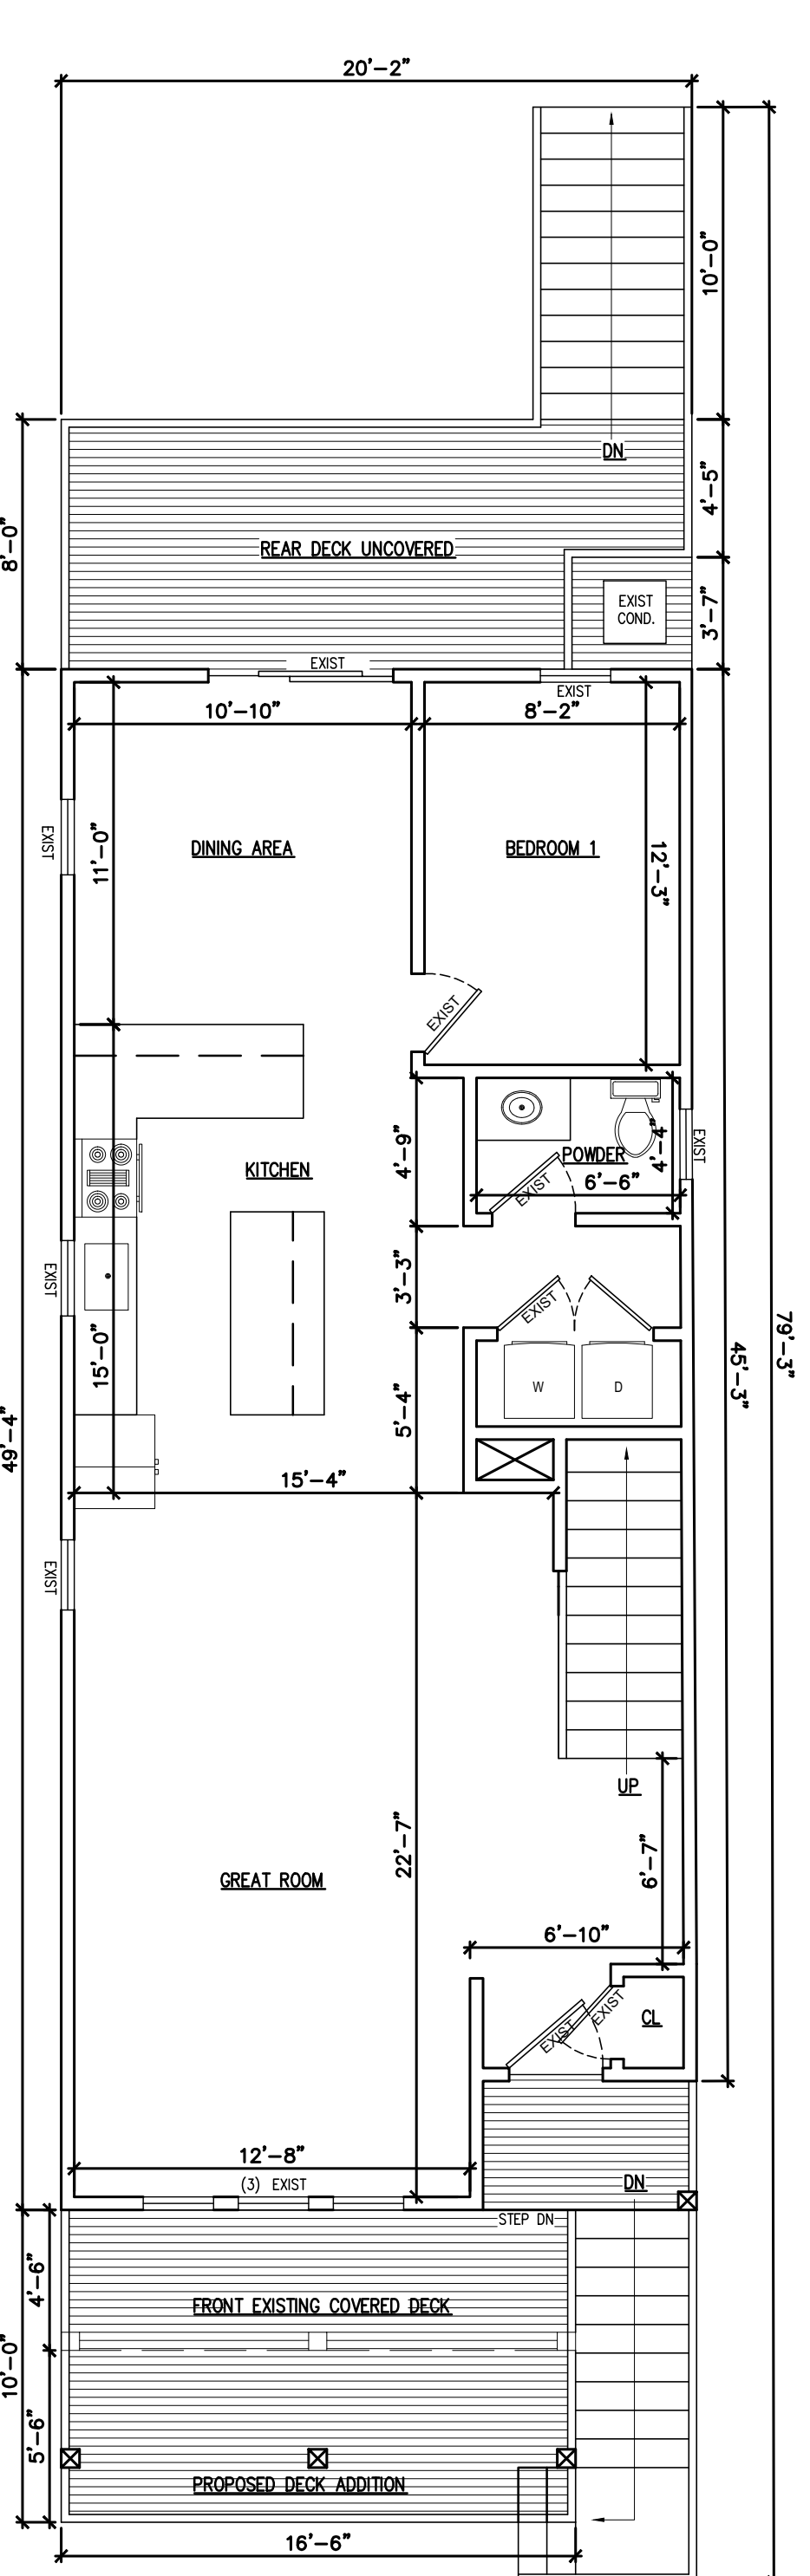 20'-2"
10'-0"
DN
4'-5"
8'-0"
REAR DECK UNCOVERED
EXIST
COND.
3'-7"
EXIST
EXIST
10'-10"
8'-2"
EXIST
11'-0"
DINING AREA
BEDROOM 1
12'-3"
EXIST
4'-9"
KITCHEN
POWDER
4'-4"
EXIST
6'-6"
EXIST
EXIST
3'-3"
EXIST
79'-3"
15'-0"
45'-3"
W
D
5'-4"
49'-4"
15'-4"
EXIST
UP
22'-7"
6'-7"
GREAT ROOM
6'-10"
EXIST
EXIST
CL
12'-8"
(3) EXIST
DN
STEP DN
4'-6"
FRONT EXISTING COVERED DECK
10'-0"
5'-6"
PROPOSED DECK ADDITION
16'-6"